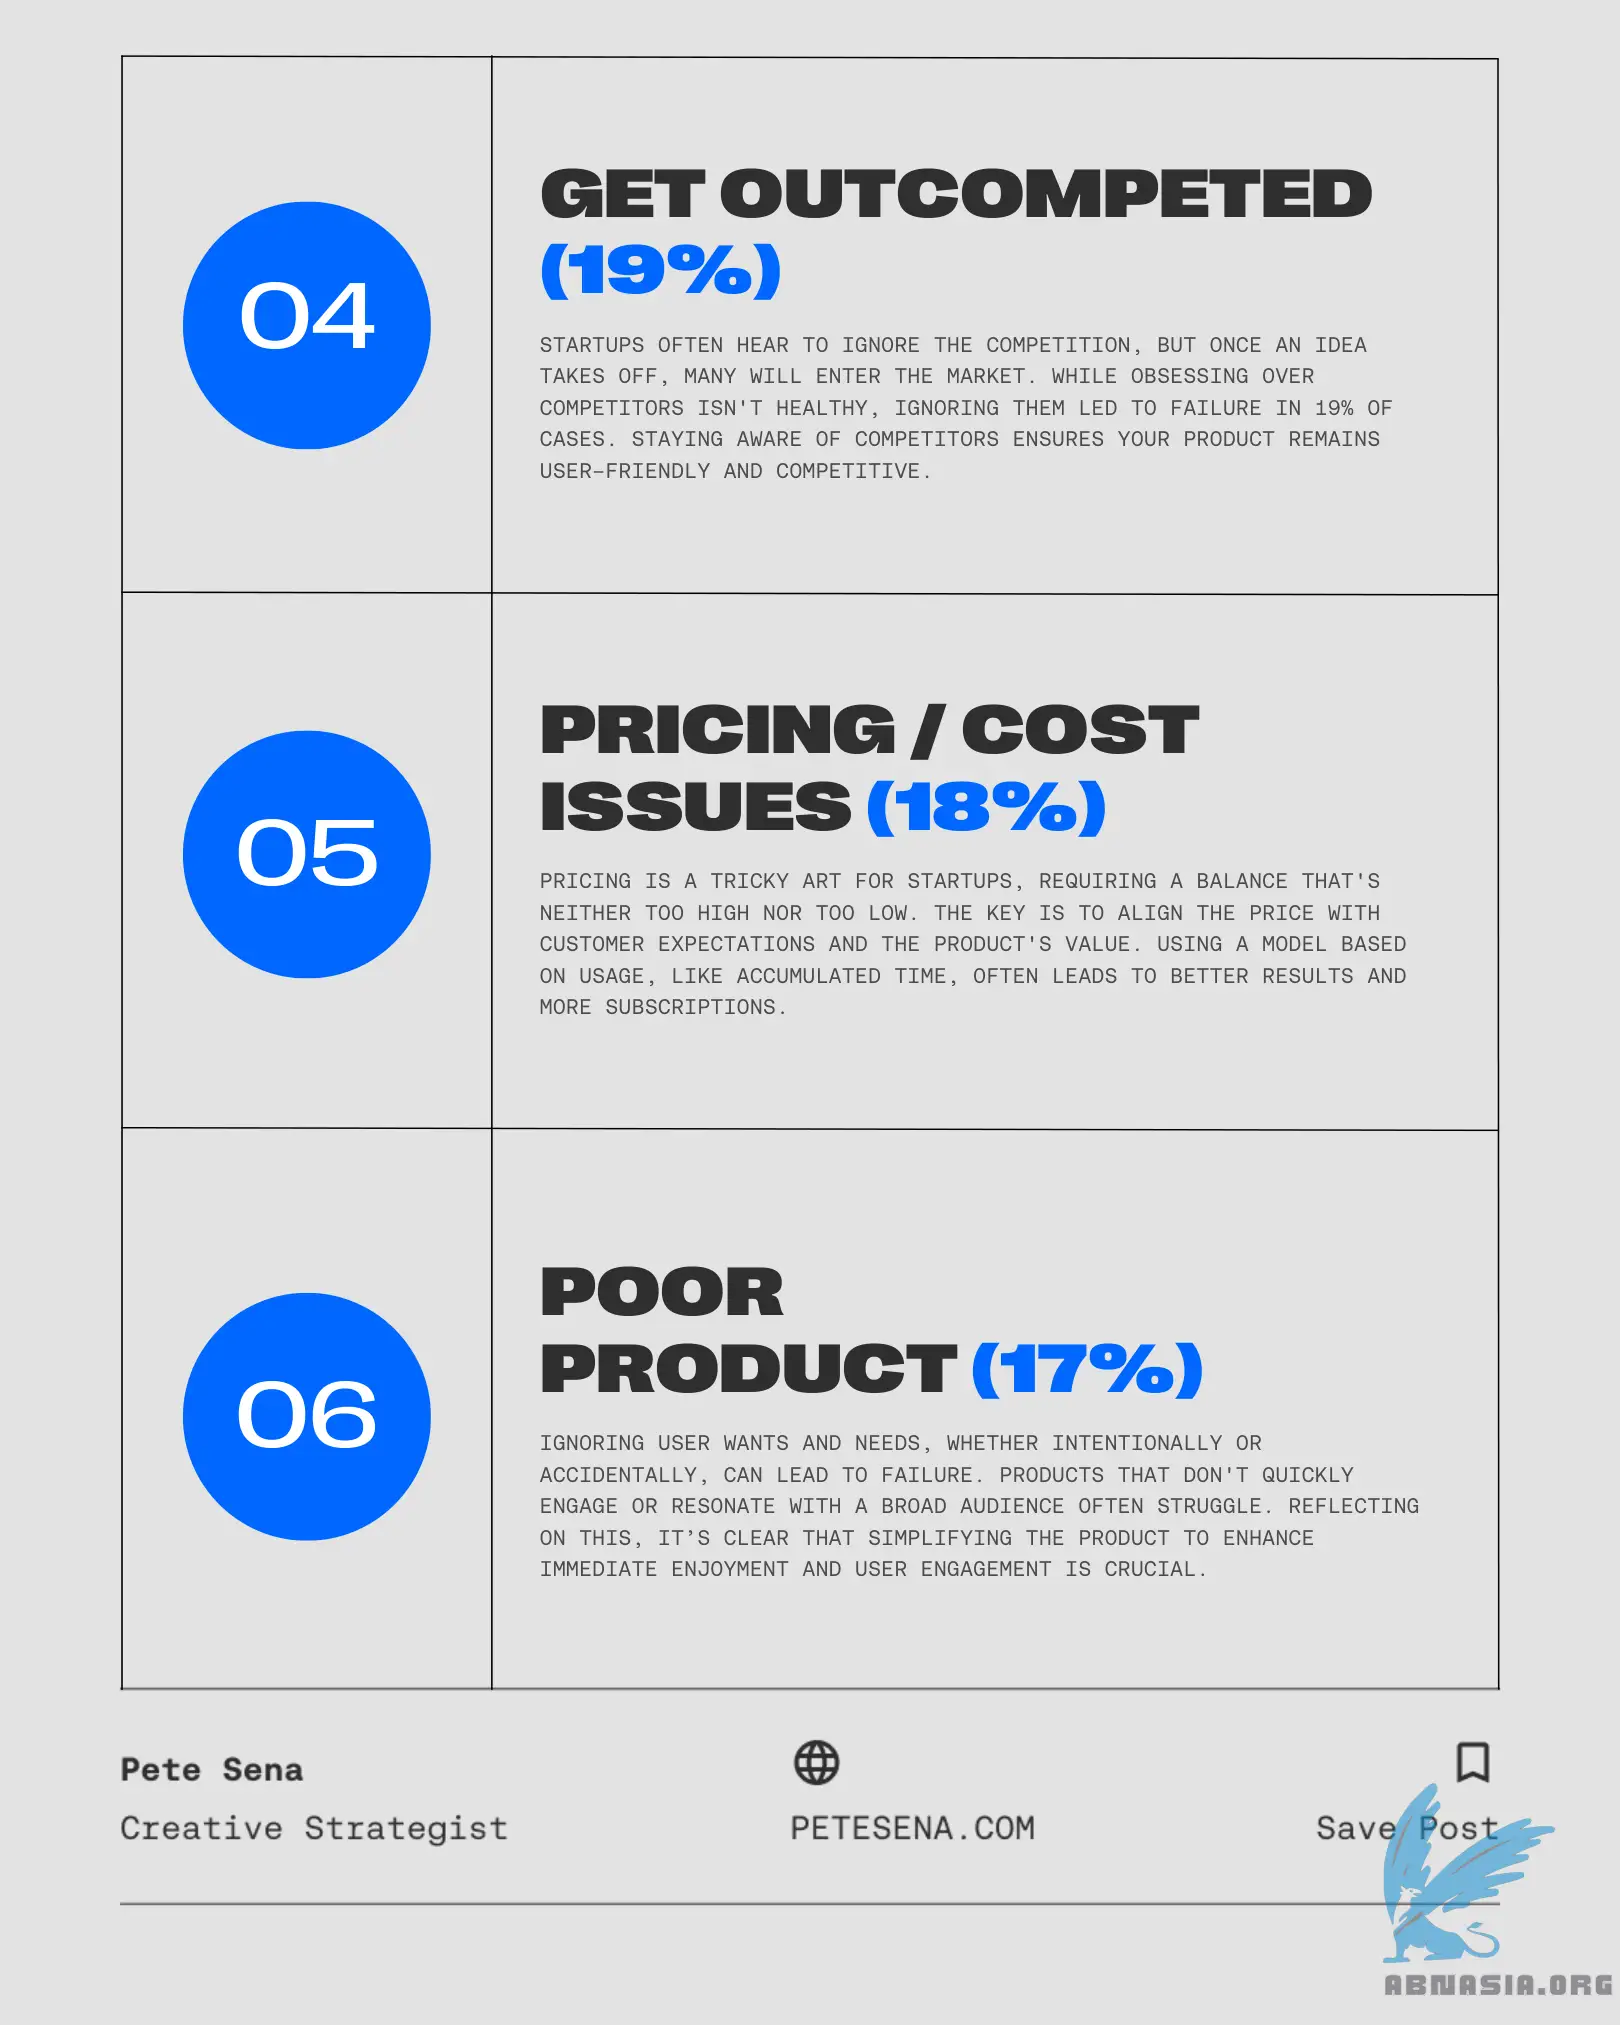 04
GET OUTCOMPETED
(19%)
STARTUPS OFTEN HEAR TO IGNORE THE COMPETITION, BUT ONCE AN IDEA
TAKES OFF, MANY WILL ENTER THE MARKET. WHILE OBSESSING OVER
COMPETITORS ISN'T HEALTHY, IGNORING THEM LED TO FAILURE IN 19% OF
CASES. STAYING AWARE OF COMPETITORS ENSURES YOUR PRODUCT REMAINS
USER-FRIENDLY AND COMPETITIVE.
05
PRICING / COST
ISSUES (18%)
PRICING IS A TRICKY ART FOR STARTUPS, REQUIRING A BALANCE THAT'S
NEITHER TOO HIGH NOR TOO LOW. THE KEY IS TO ALIGN THE PRICE WITH
CUSTOMER EXPECTATIONS AND THE PRODUCT'S VALUE. USING A MODEL BASED
ON USAGE, LIKE ACCUMULATED TIME, OFTEN LEADS TO BETTER RESULTS AND
MORE SUBSCRIPTIONS.
06
POOR
PRODUCT (17%)
IGNORING USER WANTS AND NEEDS, WHETHER INTENTIONALLY OR
ACCIDENTALLY, CAN LEAD TO FAILURE. PRODUCTS THAT DON'T QUICKLY
ENGAGE OR RESONATE WITH A BROAD AUDIENCE OFTEN STRUGGLE. REFLECTING
ON THIS, IT’S CLEAR THAT SIMPLIFYING THE PRODUCT TO ENHANCE
IMMEDIATE ENJOYMENT AND USER ENGAGEMENT IS CRUCIAL.
Pete Sena
Creative Strategist
PETESENA.COM
Save Post
ABNASIA.ORG